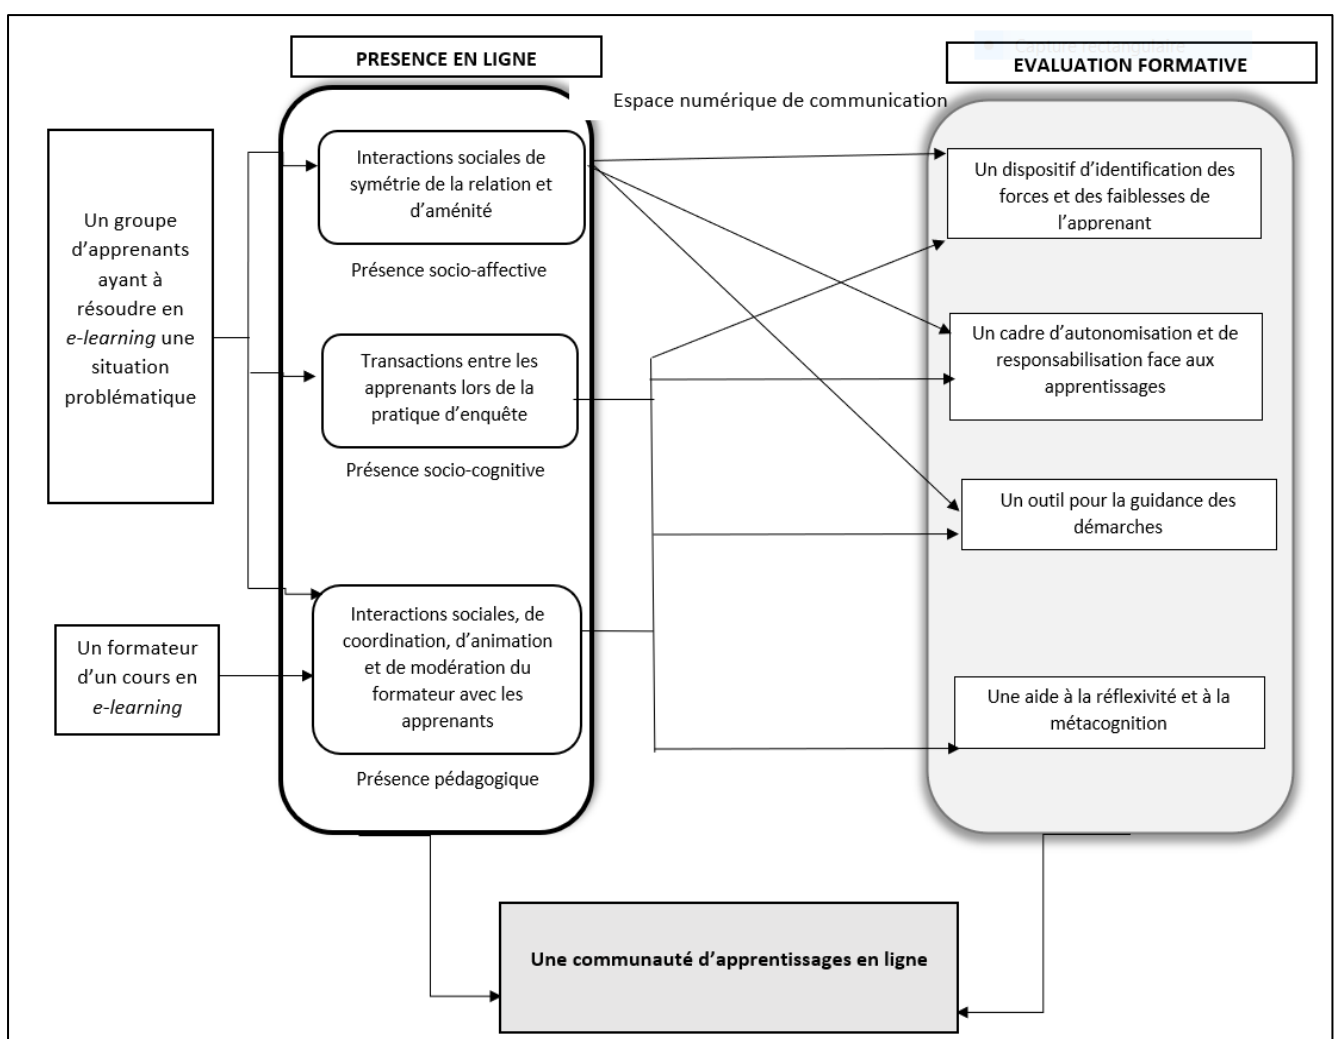 PRESENCE EN LIGNE
Capture rectangulaire
EVALUATION FORMATIVE
Espace numérique de communication
Un groupe
d’apprenants
ayant à
résoudre en
e-learning une
situation
problématique
Interactions sociales de
symétrie de la relation et
d’aménité
Présence socio-affective
Transactions entre les
apprenants lors de la
pratique d’enquête
Présence socio-cognitive
Un formateur
d’un cours en
e-learning
Interactions sociales, de
coordination, d’animation
et de modération du
formateur avec les
apprenants
Présence pédagogique
Un dispositif d’identification des
forces et des faiblesses de
l’apprenant
Un cadre d’autonomisation et de
responsabilisation face aux
apprentissages
Un outil pour la guidance des
démarches
Une aide à la réflexivité et à la
métacognition
Une communauté d’apprentissages en ligne